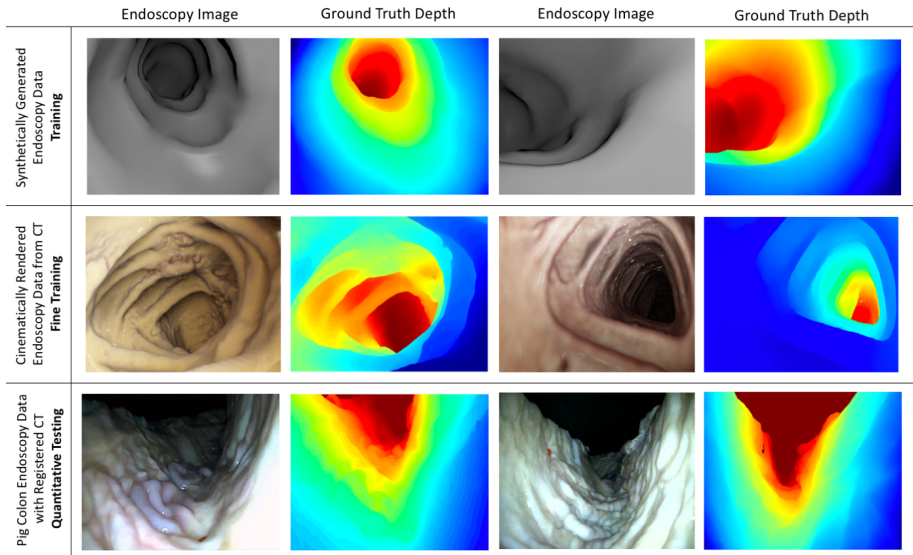 Endoscopy Image
Ground Truth Depth
Endoscopy Image
Ground Truth Depth
Synthetically Generated
Endoscopy Data
Training
Cinematically Rendered
Endoscopy Data from CT
Fine Training
Pig Colon Endoscopy Data
with Registered CT
Quantitative Testing